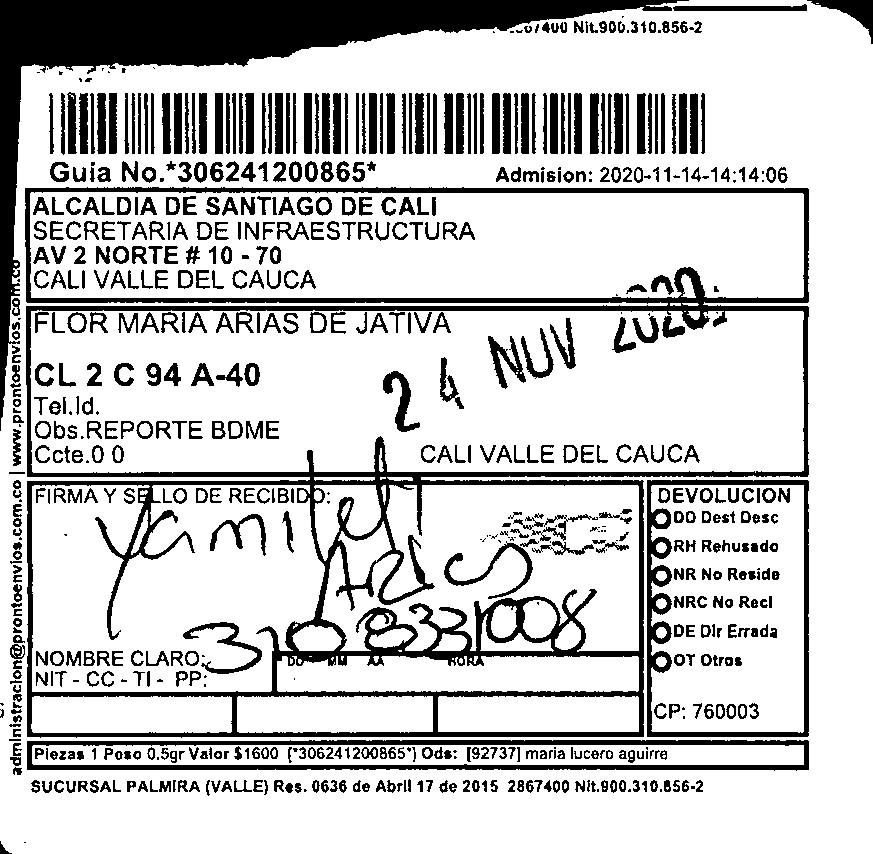 7400 Nit.900.310.856-2
Guia No.*306241200865*
Admision: 2020-11-14-14:14:06
ALCALDIA DE SANTIAGO DE CALI
SECRETARIA DE INFRAESTRUCTURA
AV 2 NORTE # 10 - 70
CALI VALLE DEL CAUCA
FLOR MARIA ARIAS DE JATIVA
24 NOV 2020
CL 2 C 94 A-40
Tel.Id.
Obs.REPORTE BDME
Ccte.0 0
CALI VALLE DEL CAUCA
FIRMA Y SELLO DE RECIBIDO:
Yamileti
Arias
310 8331008
NOMBRE CLARO:
NIT - CC - TI - PP:
DD MM AA HORA
DEVOLUCION
DD Dest Desc
RH Rehusado
NR No Reside
NRC No Recl
DE Dir Errada
OT Otros
CP: 760003
Piezas 1 Peso 0.5gr Valor $1600 (*306241200865*) Ods: [92737] maria lucero aguirre
SUCURSAL PALMIRA (VALLE) Res. 0636 de Abril 17 de 2015 2867400 Nit.900.310.856-2
administracion@prontoenvios.com.co | www.prontoenvios.com.co